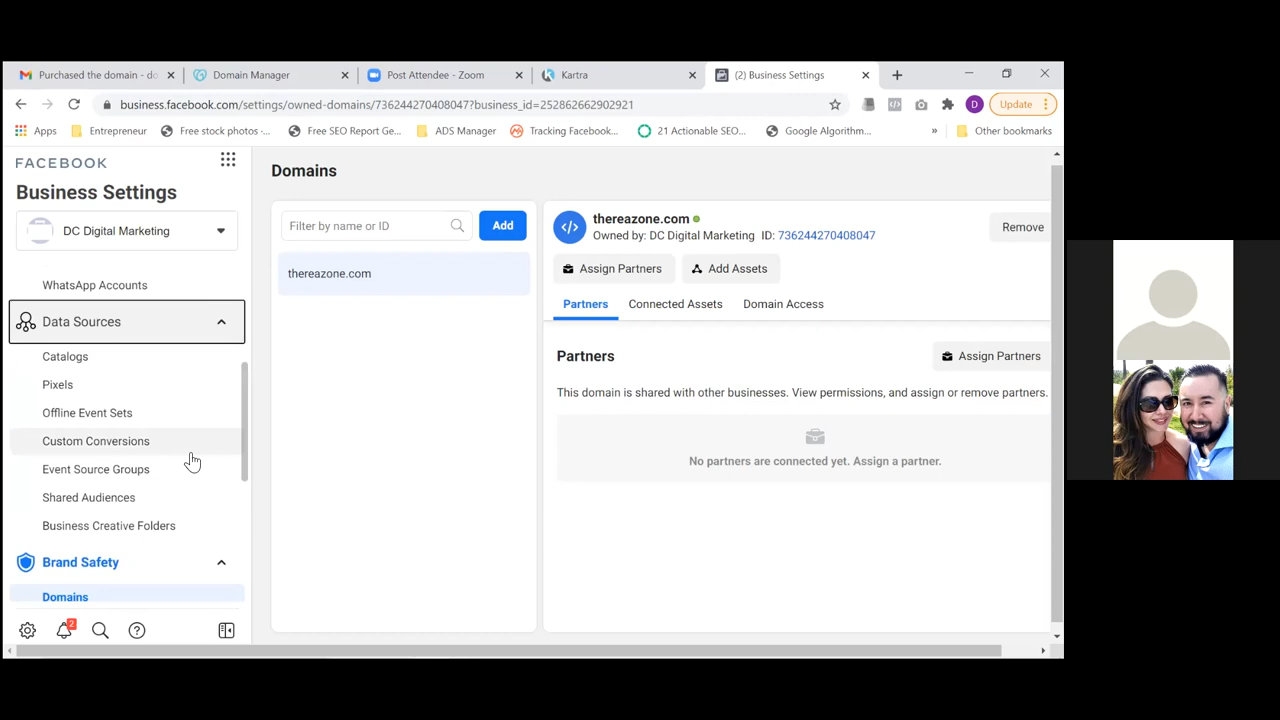 Purchased the domain - do
Domain Manager
Post Attendee - Zoom
Kartra
(2) Business Settings
business.facebook.com/settings/owned-domains/736244270408047?business_id=252862662902921
D
Update
Apps
Entrepreneur
Free stock photos -...
Free SEO Report Ge...
ADS Manager
Tracking Facebook...
21 Actionable SEO...
Google Algorithm...
»
Other bookmarks
FACEBOOK
Business Settings
DC Digital Marketing
WhatsApp Accounts
Data Sources
Catalogs
Pixels
Offline Event Sets
Custom Conversions
Event Source Groups
Shared Audiences
Business Creative Folders
Brand Safety
Domains
2
Domains
Filter by name or ID
Add
thereazone.com
thereazone.com
Owned by: DC Digital Marketing ID: 736244270408047
Remove
Assign Partners
Add Assets
Partners
Connected Assets
Domain Access
Partners
Assign Partners
This domain is shared with other businesses. View permissions, and assign or remove partners.
No partners are connected yet. Assign a partner.